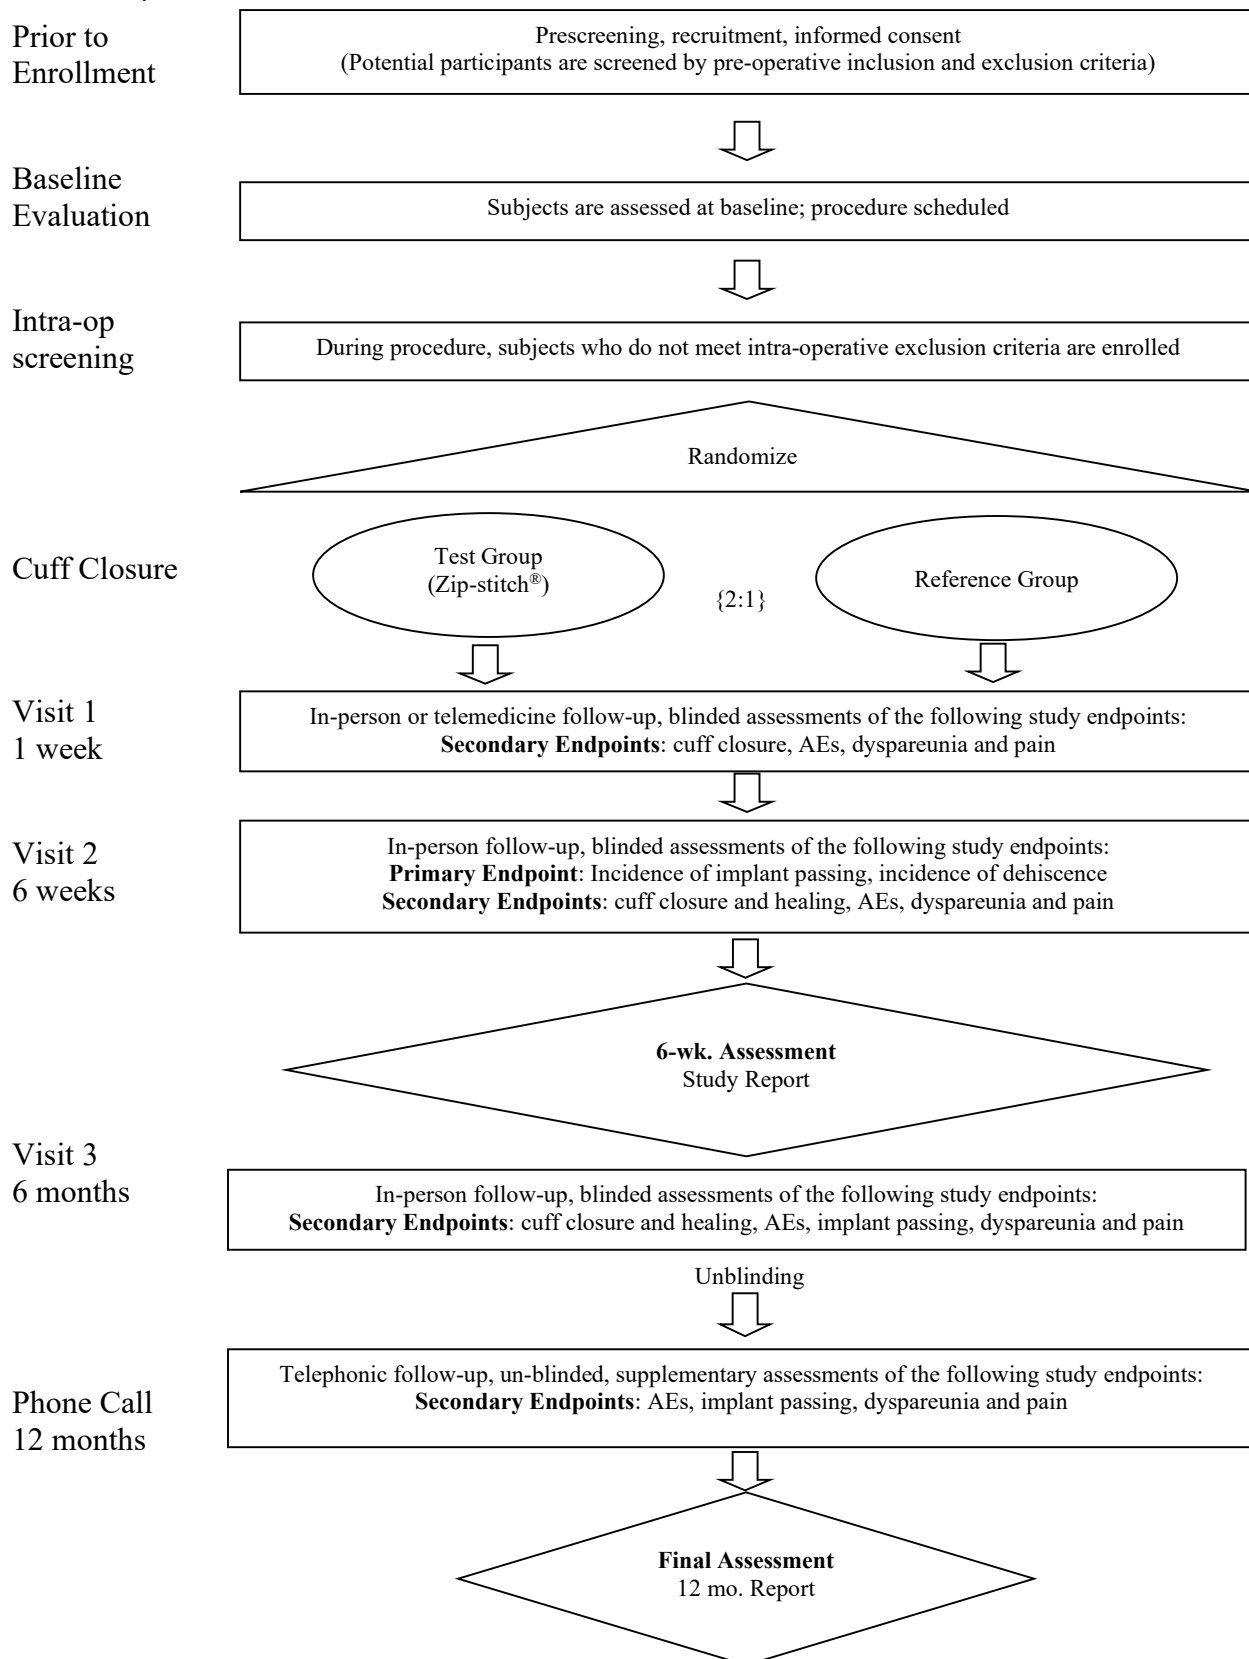 Prior to
Enrollment
Prescreening, recruitment, informed consent
(Potential participants are screened by pre-operative inclusion and exclusion criteria)
Baseline
Evaluation
Subjects are assessed at baseline; procedure scheduled
Intra-op
screening
During procedure, subjects who do not meet intra-operative exclusion criteria are enrolled
Randomize
Cuff Closure
Test Group
(Zip-stitch®)
{2:1}
Reference Group
Visit 1
1 week
In-person or telemedicine follow-up, blinded assessments of the following study endpoints:
Secondary Endpoints: cuff closure, AEs, dyspareunia and pain
Visit 2
6 weeks
In-person follow-up, blinded assessments of the following study endpoints:
Primary Endpoint: Incidence of implant passing, incidence of dehiscence
Secondary Endpoints: cuff closure and healing, AEs, dyspareunia and pain
6-wk. Assessment
Study Report
Visit 3
6 months
In-person follow-up, blinded assessments of the following study endpoints:
Secondary Endpoints: cuff closure and healing, AEs, implant passing, dyspareunia and pain
Unblinding
Phone Call
12 months
Telephonic follow-up, un-blinded, supplementary assessments of the following study endpoints:
Secondary Endpoints: AEs, implant passing, dyspareunia and pain
Final Assessment
12 mo. Report